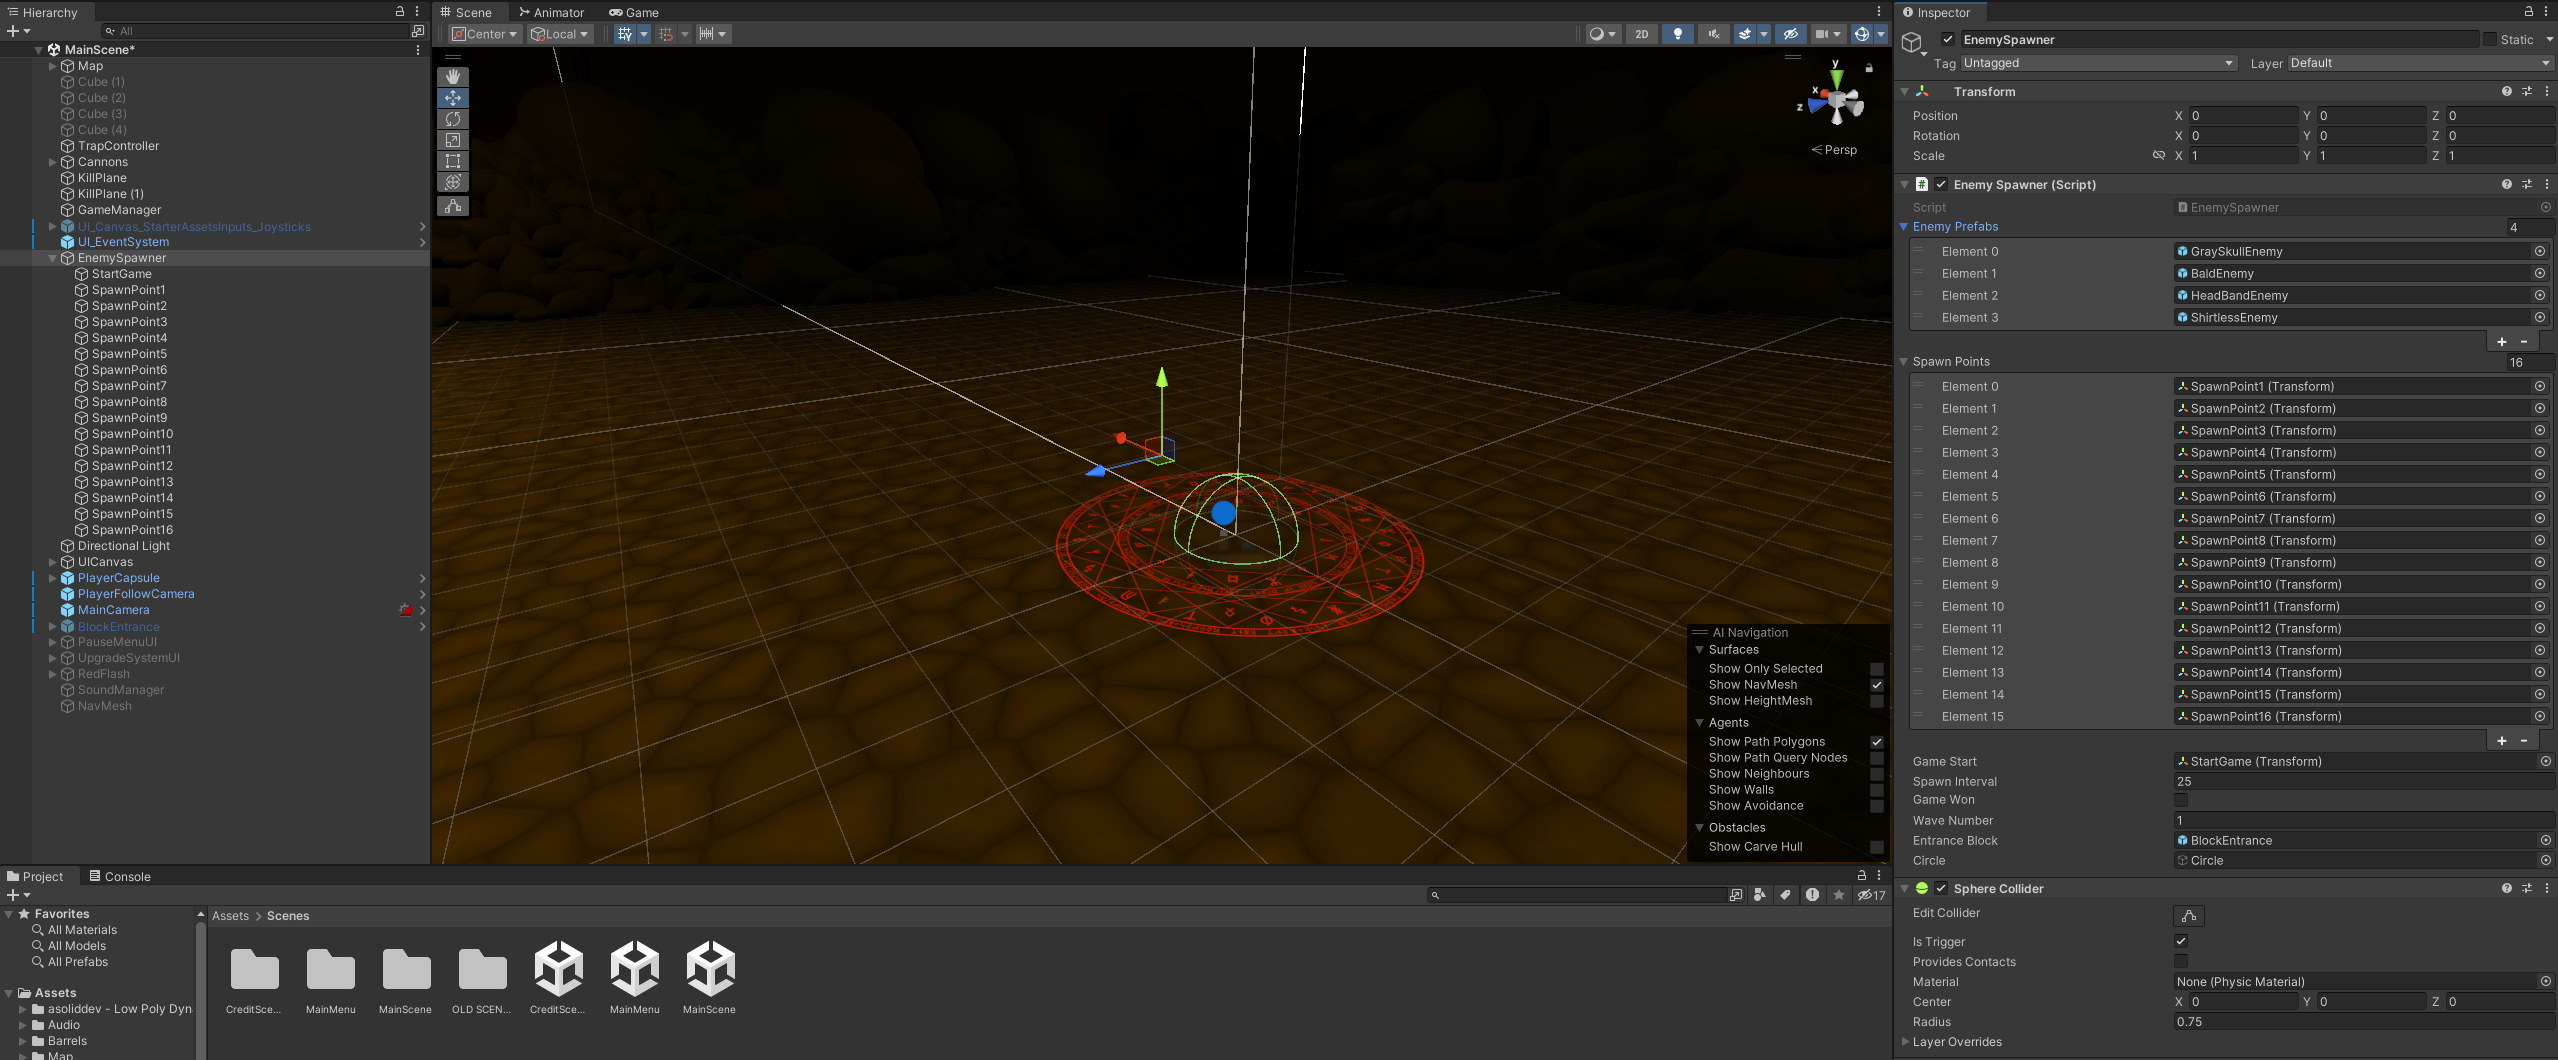 Hierarchy
All
MainScene*
Map
Cube (1)
Cube (2)
Cube (3)
Cube (4)
TrapController
Cannons
KillPlane
KillPlane (1)
GameManager
UI_Canvas_StarterAssetsInputs_Joysticks
UI_EventSystem
EnemySpawner
StartGame
SpawnPoint1
SpawnPoint2
SpawnPoint3
SpawnPoint4
SpawnPoint5
SpawnPoint6
SpawnPoint7
SpawnPoint8
SpawnPoint9
SpawnPoint10
SpawnPoint11
SpawnPoint12
SpawnPoint13
SpawnPoint14
SpawnPoint15
SpawnPoint16
Directional Light
UICanvas
PlayerCapsule
PlayerFollowCamera
MainCamera
BlockEntrance
PauseMenuUI
UpgradeSystemUI
RedFlash
SoundManager
NavMesh
Scene Animator Game
Center Local 2D
y
x
z
Persp
AI Navigation
Surfaces
Show Only Selected
Show NavMesh
Show HeightMesh
Agents
Show Path Polygons
Show Path Query Nodes
Show Neighbours
Show Walls
Show Avoidance
Obstacles
Show Carve Hull
Project Console
17
Favorites
All Materials
All Models
All Prefabs
Assets
asoliddev - Low Poly Dyn
Audio
Barrels
Map
Assets > Scenes
CreditSce... MainMenu MainScene OLD SCEN... CreditSce... MainMenu MainScene
Inspector
EnemySpawner Static
Tag Untagged Layer Default
Transform
Position X 0 Y 0 Z 0
Rotation X 0 Y 0 Z 0
Scale X 1 Y 1 Z 1
# Enemy Spawner (Script)
Script EnemySpawner
Enemy Prefabs 4
Element 0 GraySkullEnemy
Element 1 BaldEnemy
Element 2 HeadBandEnemy
Element 3 ShirtlessEnemy
+ -
Spawn Points 16
Element 0 SpawnPoint1 (Transform)
Element 1 SpawnPoint2 (Transform)
Element 2 SpawnPoint3 (Transform)
Element 3 SpawnPoint4 (Transform)
Element 4 SpawnPoint5 (Transform)
Element 5 SpawnPoint6 (Transform)
Element 6 SpawnPoint7 (Transform)
Element 7 SpawnPoint8 (Transform)
Element 8 SpawnPoint9 (Transform)
Element 9 SpawnPoint10 (Transform)
Element 10 SpawnPoint11 (Transform)
Element 11 SpawnPoint12 (Transform)
Element 12 SpawnPoint13 (Transform)
Element 13 SpawnPoint14 (Transform)
Element 14 SpawnPoint15 (Transform)
Element 15 SpawnPoint16 (Transform)
+ -
Game Start StartGame (Transform)
Spawn Interval 25
Game Won
Wave Number 1
Entrance Block BlockEntrance
Circle Circle
Sphere Collider
Edit Collider
Is Trigger
Provides Contacts
Material None (Physic Material)
Center X 0 Y 0 Z 0
Radius 0.75
Layer Overrides